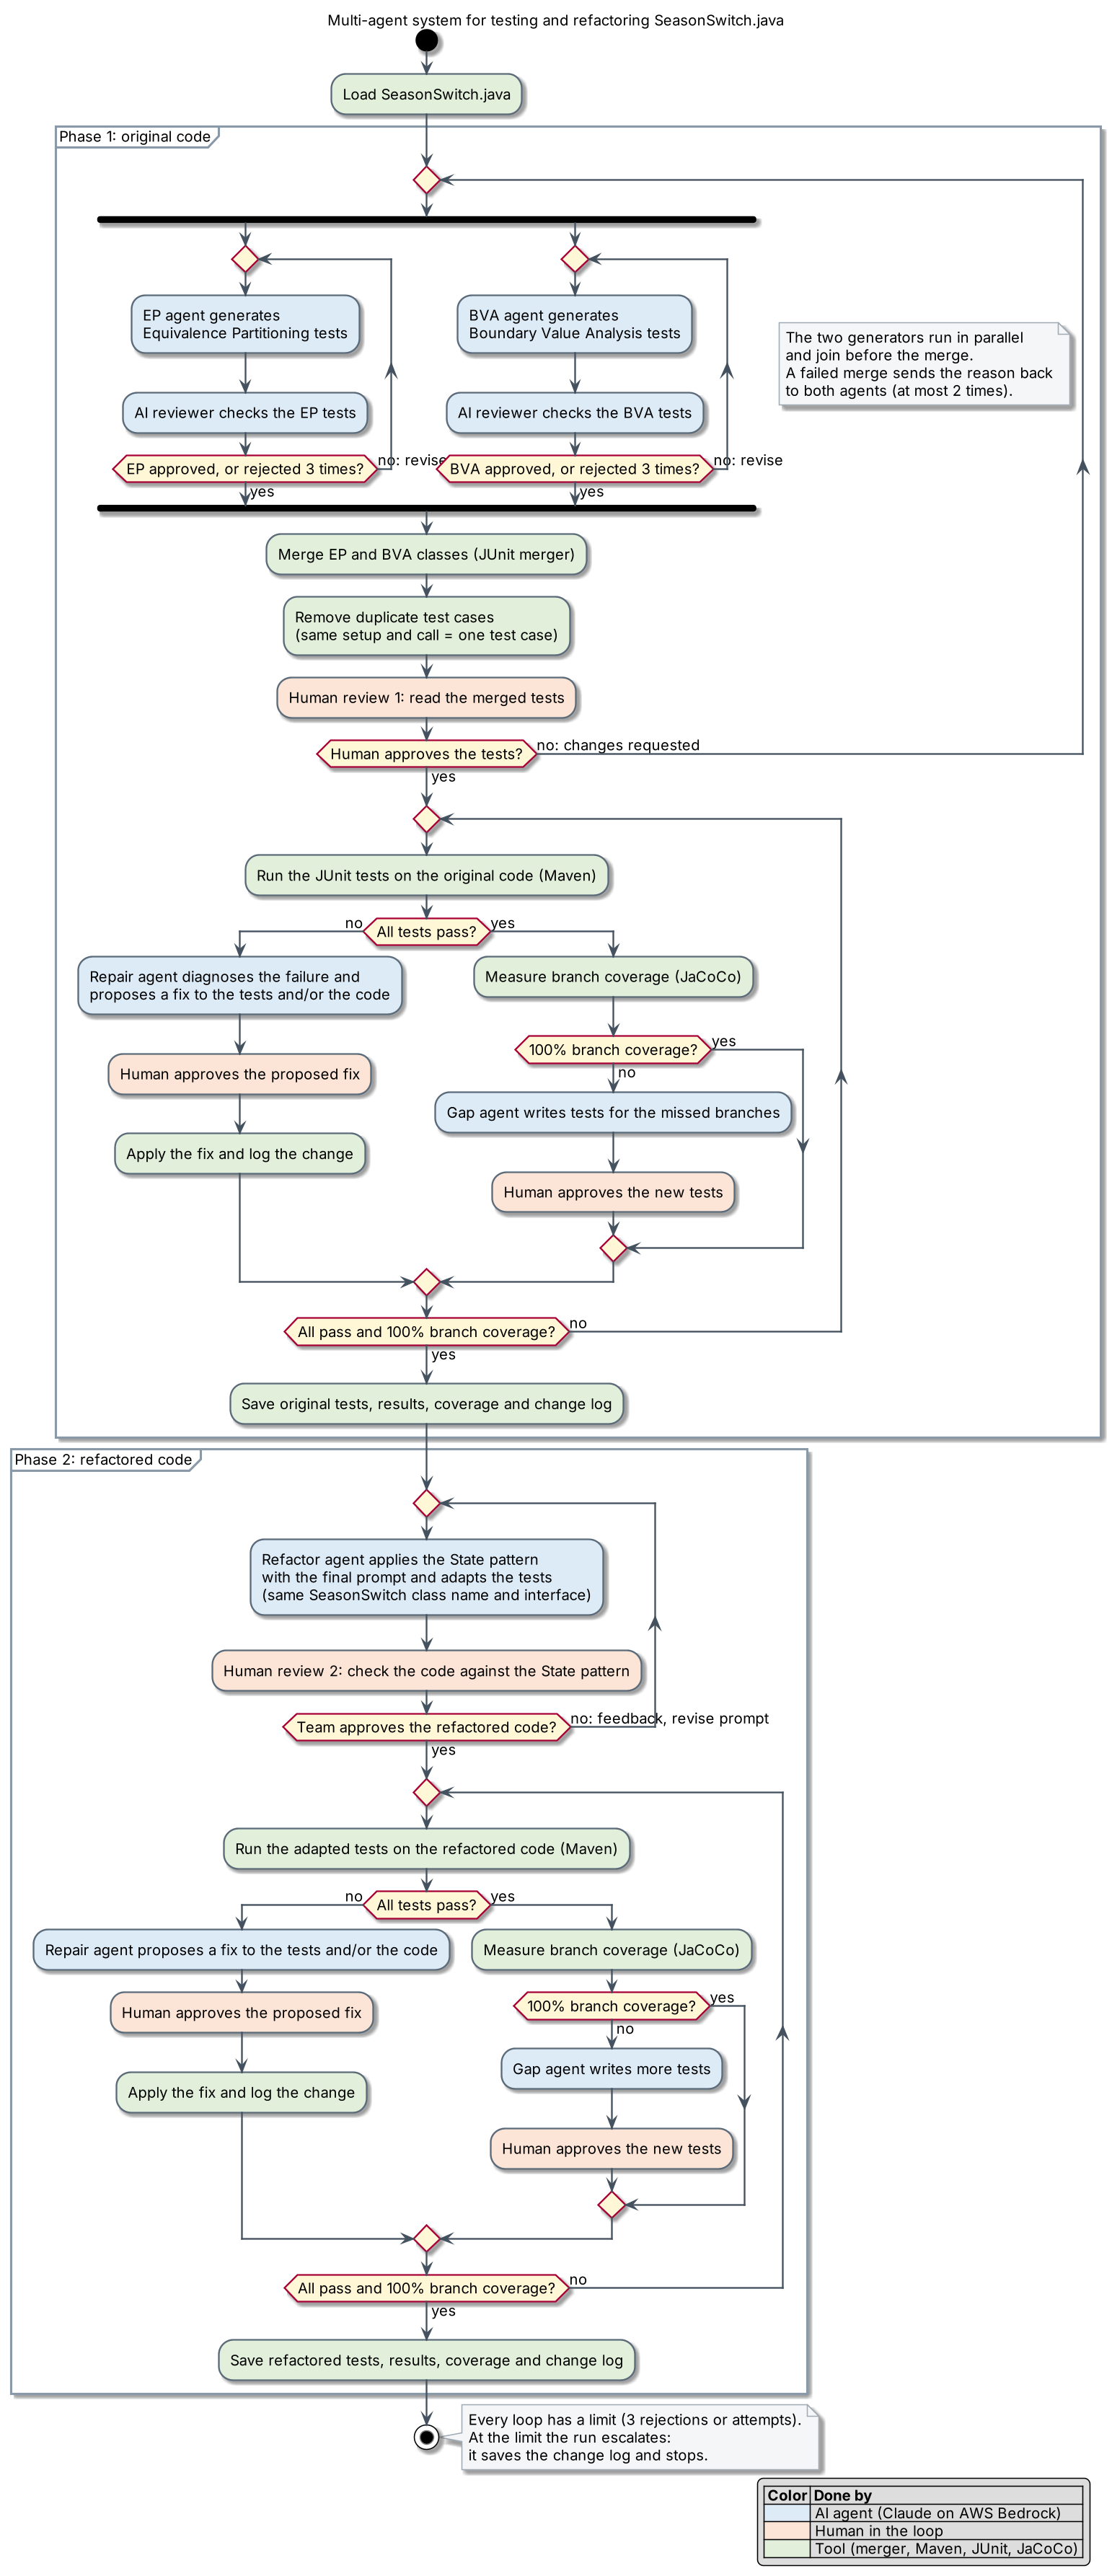 Multi-agent system for testing and refactoring SeasonSwitch.java
Load SeasonSwitch.java
Phase 1: original code
EP agent generates
Equivalence Partitioning tests
BVA agent generates
Boundary Value Analysis tests
The two generators run in parallel
and join before the merge.
A failed merge sends the reason back
to both agents (at most 2 times).
AI reviewer checks the EP tests
AI reviewer checks the BVA tests
EP approved, or rejected 3 times?
no: revise
BVA approved, or rejected 3 times?
no: revise
yes
yes
Merge EP and BVA classes (JUnit merger)
Remove duplicate test cases
(same setup and call = one test case)
Human review 1: read the merged tests
Human approves the tests?
no: changes requested
yes
Run the JUnit tests on the original code (Maven)
no
All tests pass?
yes
Repair agent diagnoses the failure and
proposes a fix to the tests and/or the code
Measure branch coverage (JaCoCo)
100% branch coverage?
yes
no
Human approves the proposed fix
Gap agent writes tests for the missed branches
Apply the fix and log the change
Human approves the new tests
All pass and 100% branch coverage?
no
yes
Save original tests, results, coverage and change log
Phase 2: refactored code
Refactor agent applies the State pattern
with the final prompt and adapts the tests
(same SeasonSwitch class name and interface)
Human review 2: check the code against the State pattern
Team approves the refactored code?
no: feedback, revise prompt
yes
Run the adapted tests on the refactored code (Maven)
no
All tests pass?
yes
Repair agent proposes a fix to the tests and/or the code
Measure branch coverage (JaCoCo)
100% branch coverage?
yes
no
Human approves the proposed fix
Gap agent writes more tests
Apply the fix and log the change
Human approves the new tests
All pass and 100% branch coverage?
no
yes
Save refactored tests, results, coverage and change log
Every loop has a limit (3 rejections or attempts).
At the limit the run escalates:
it saves the change log and stops.
Color Done by
AI agent (Claude on AWS Bedrock)
Human in the loop
Tool (merger, Maven, JUnit, JaCoCo)